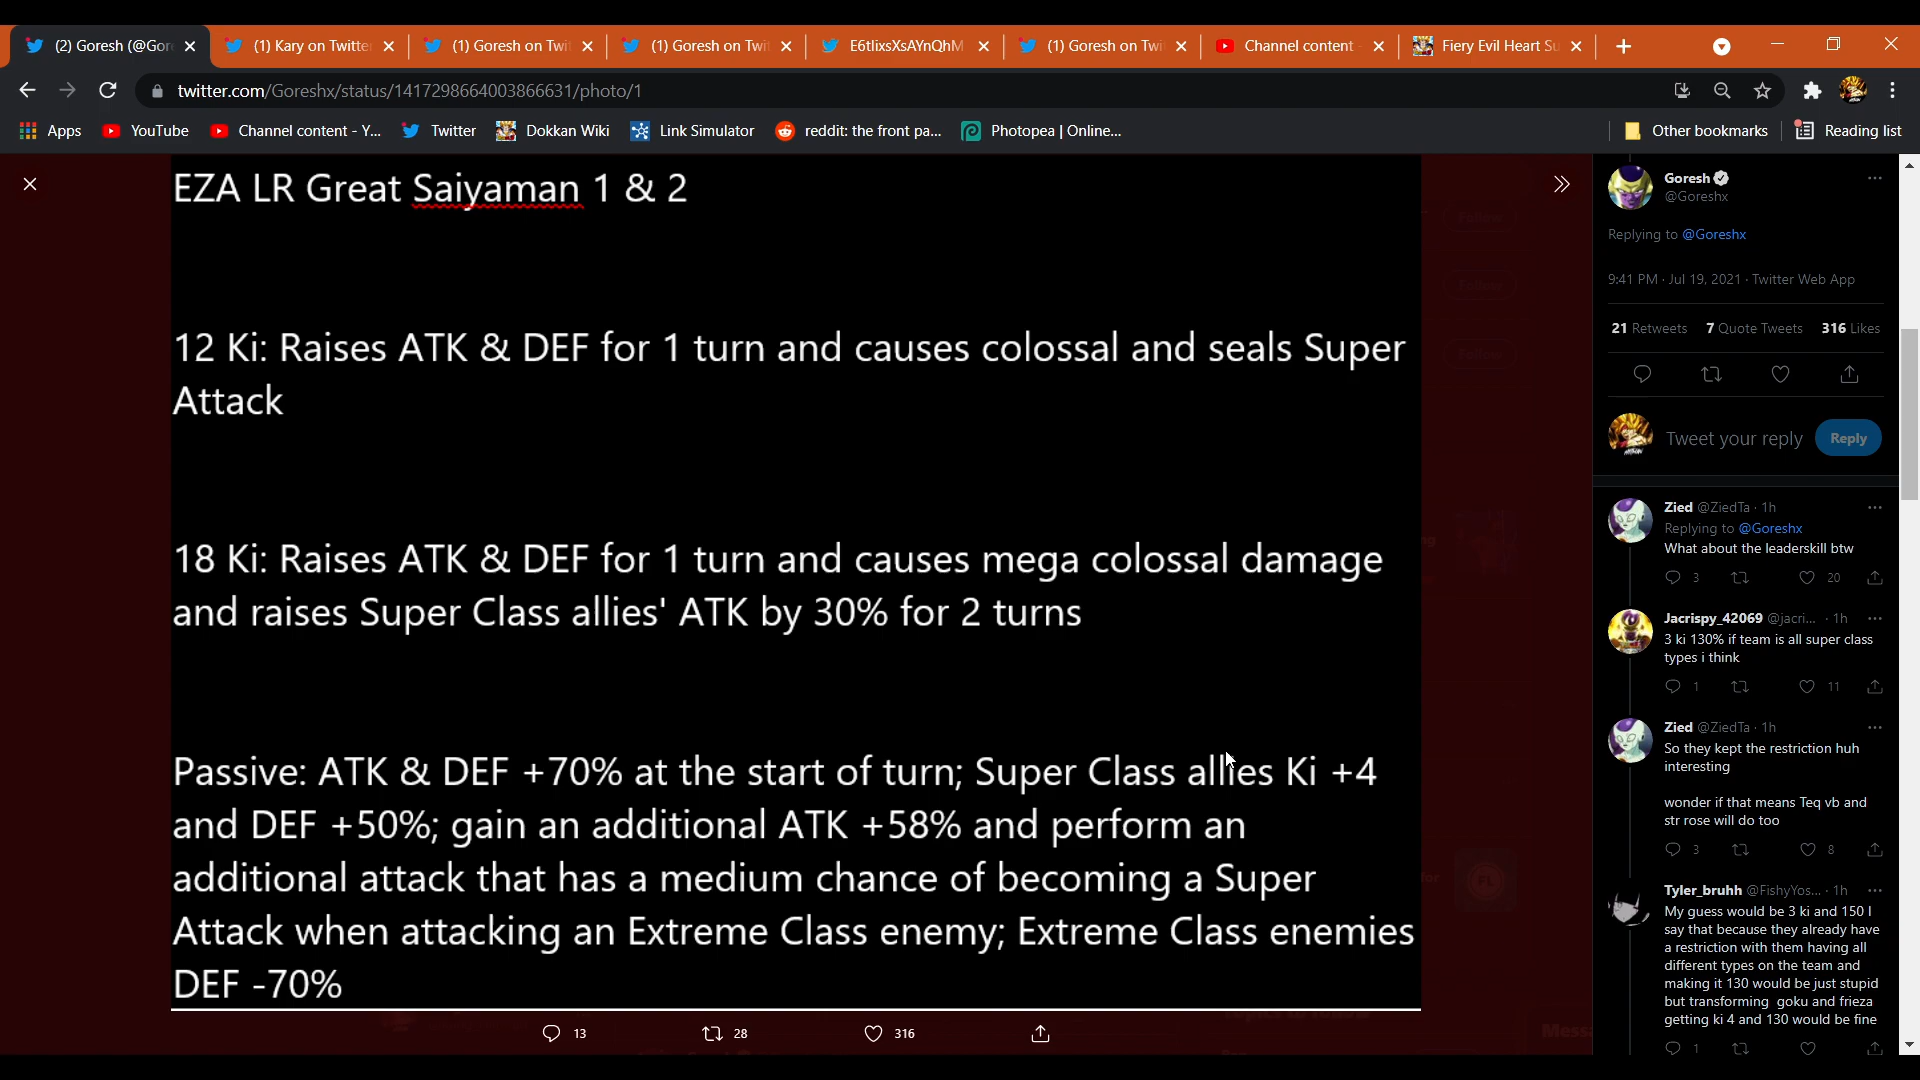 (2) Goresh (@Gor
(1) Kary on Twitte
(1) Goresh on Twi
(1) Goresh on Twi
E6tlixsXsAYnQhM
(1) Goresh on Twi
Channel content -
Fiery Evil Heart Su
twitter.com/Goreshx/status/1417298664003866631/photo/1
Apps
YouTube
Channel content - Y...
Twitter
Dokkan Wiki
Link Simulator
reddit: the front pa...
Photopea | Online...
Other bookmarks
Reading list
EZA LR Great Saiyaman 1 & 2
12 Ki: Raises ATK & DEF for 1 turn and causes colossal and seals Super
Attack
18 Ki: Raises ATK & DEF for 1 turn and causes mega colossal damage
and raises Super Class allies' ATK by 30% for 2 turns
Passive: ATK & DEF +70% at the start of turn; Super Class allies Ki +4
and DEF +50%; gain an additional ATK +58% and perform an
additional attack that has a medium chance of becoming a Super
Attack when attacking an Extreme Class enemy; Extreme Class enemies
DEF -70%
13
28
316
Follow
Follow
Follow
Goresh
@Goreshx
Replying to @Goreshx
9:41 PM · Jul 19, 2021 · Twitter Web App
21 Retweets 7 Quote Tweets 316 Likes
Tweet your reply
Reply
Zied @ZiedTa · 1h
Replying to @Goreshx
What about the leaderskill btw
3
20
Jacrispy_42069 @jacri... · 1h
3 ki 130% if team is all super class
types i think
1
11
Zied @ZiedTa · 1h
So they kept the restriction huh
interesting
wonder if that means Teq vb and
str rose will do too
3
8
Tyler_bruhh @FishyYos... · 1h
My guess would be 3 ki and 150 I
say that because they already have
a restriction with them having all
different types on the team and
making it 130 would be just stupid
but transforming goku and frieza
getting ki 4 and 130 would be fine
1